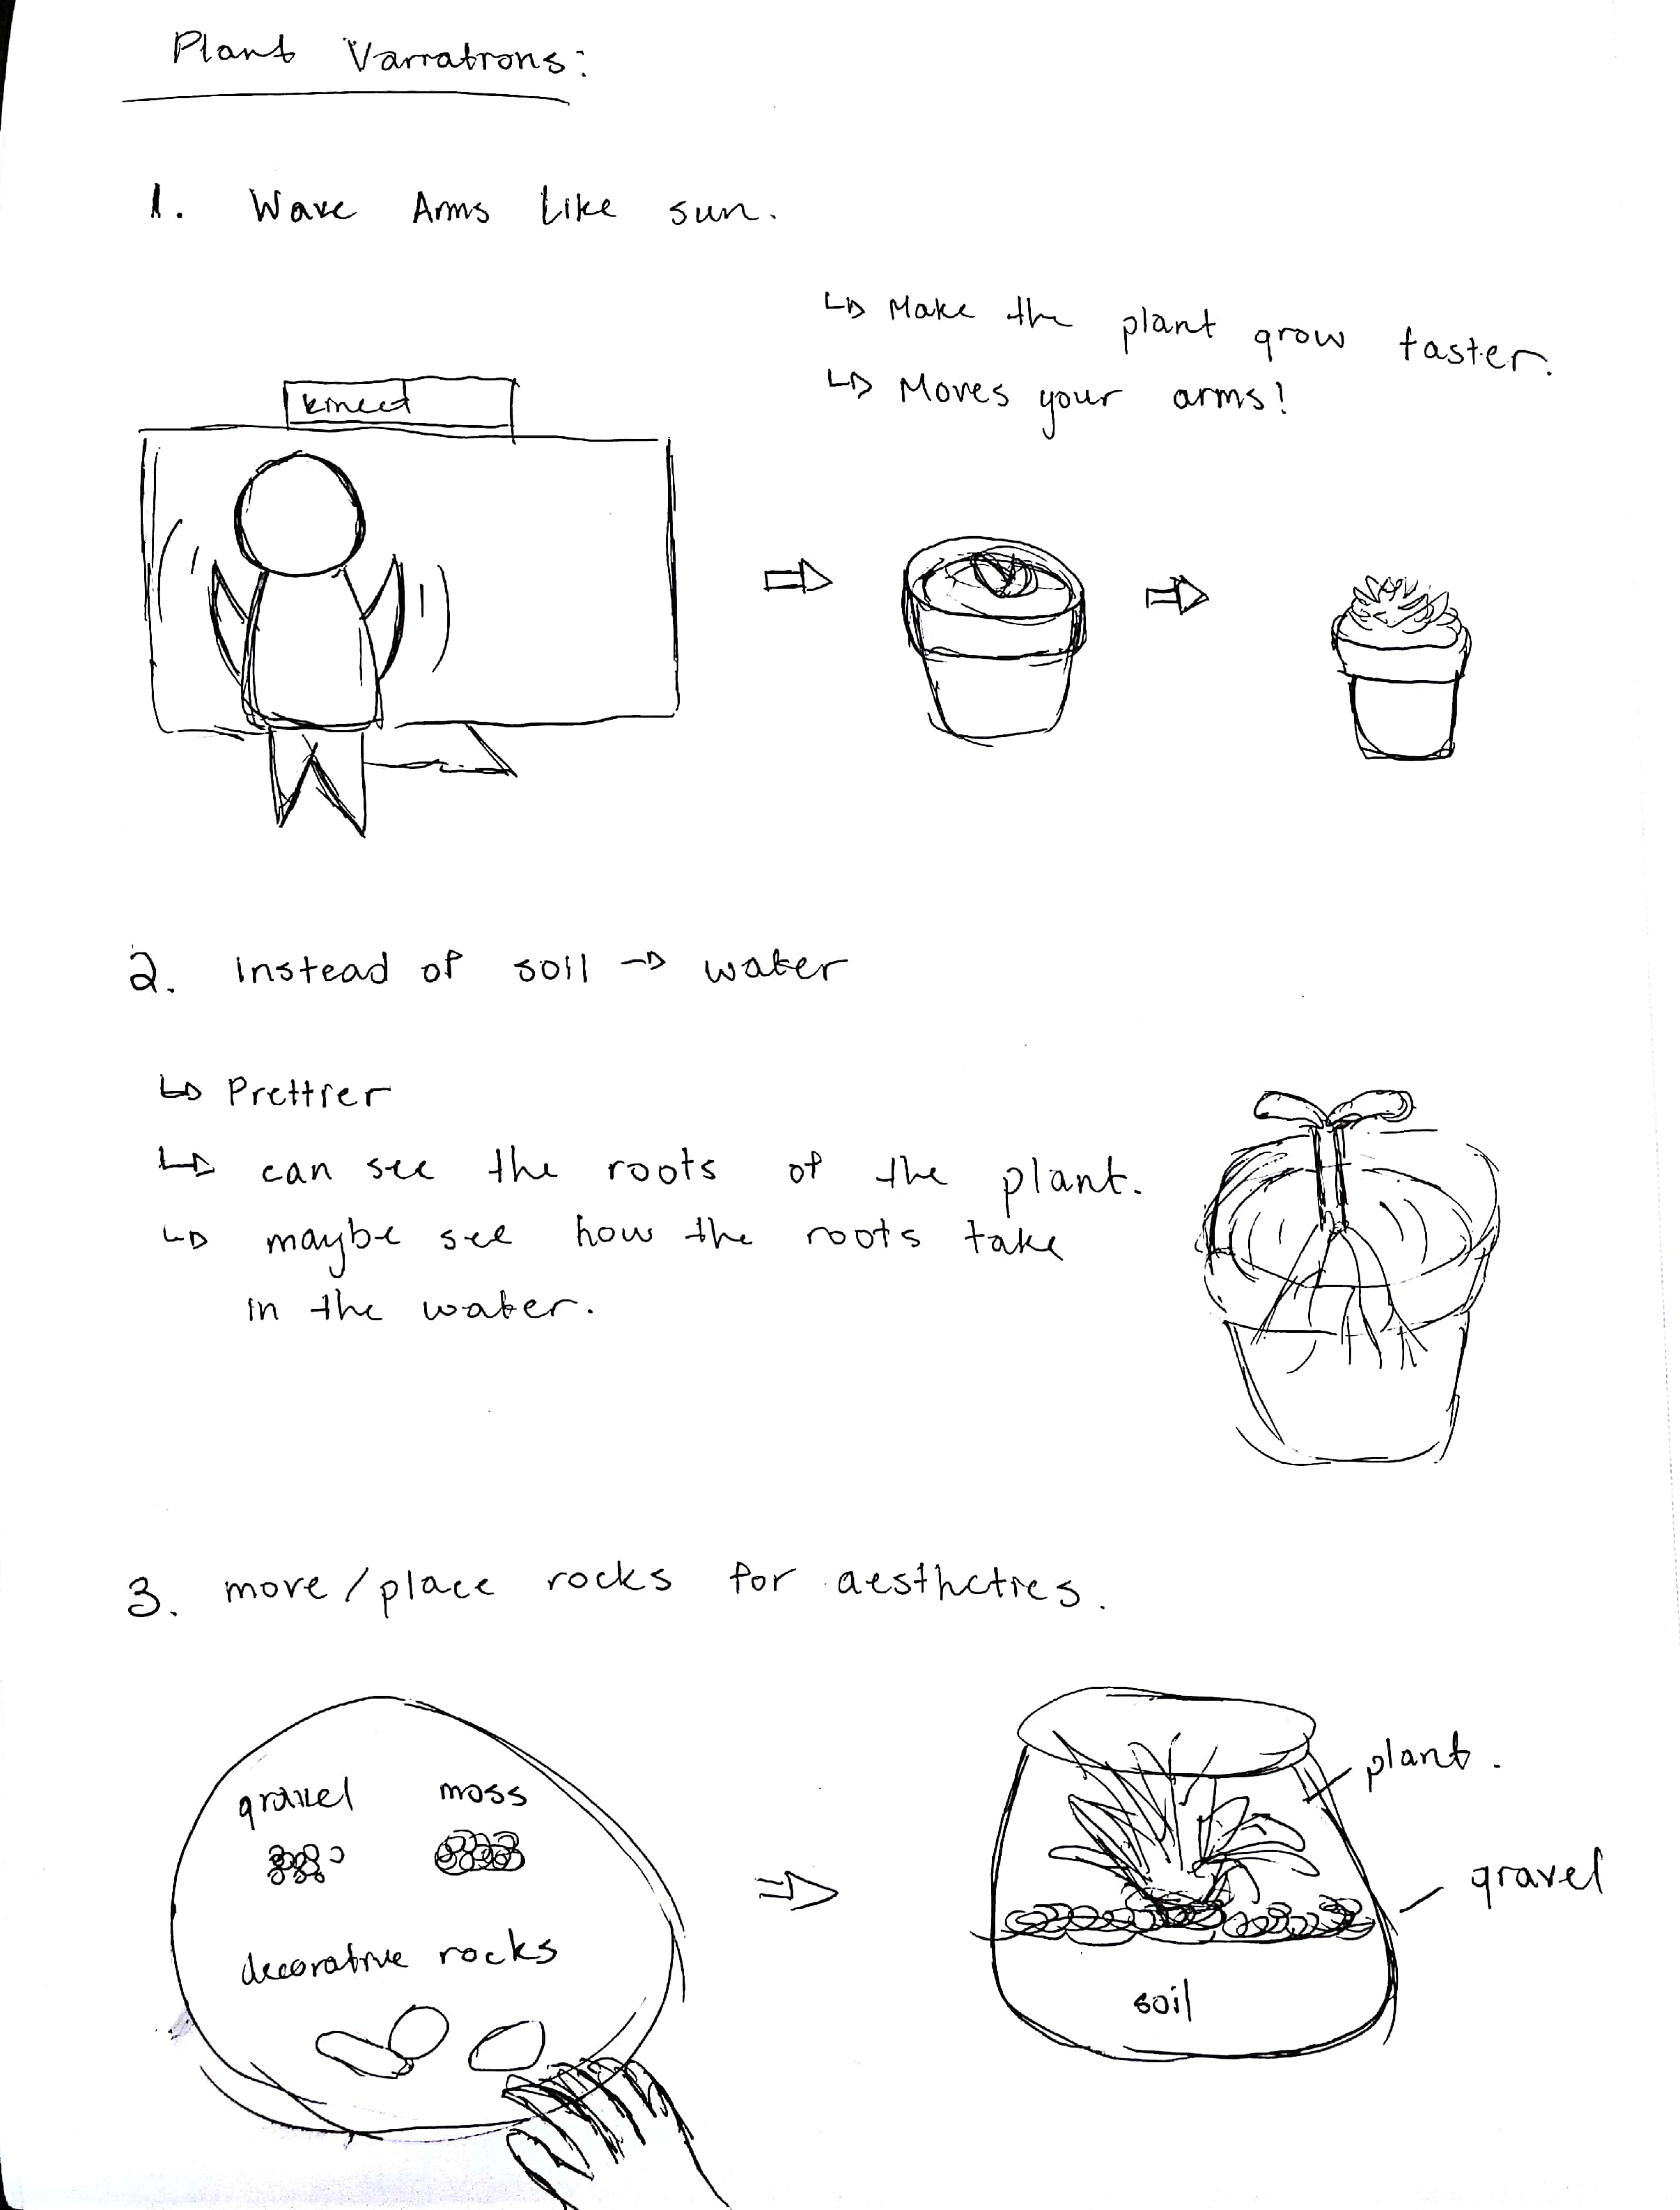 Plant Variations:
1. Wave Arms Like sun.
↳ Make the plant grow faster.
↳ Moves your arms!
kinect
2. instead of soil → water
↳ Prettier
↳ can see the roots of the plant.
↳ maybe see how the roots take
in the water.
3. move/place rocks for aesthetics.
gravel moss
decorative rocks
plant.
gravel
soil